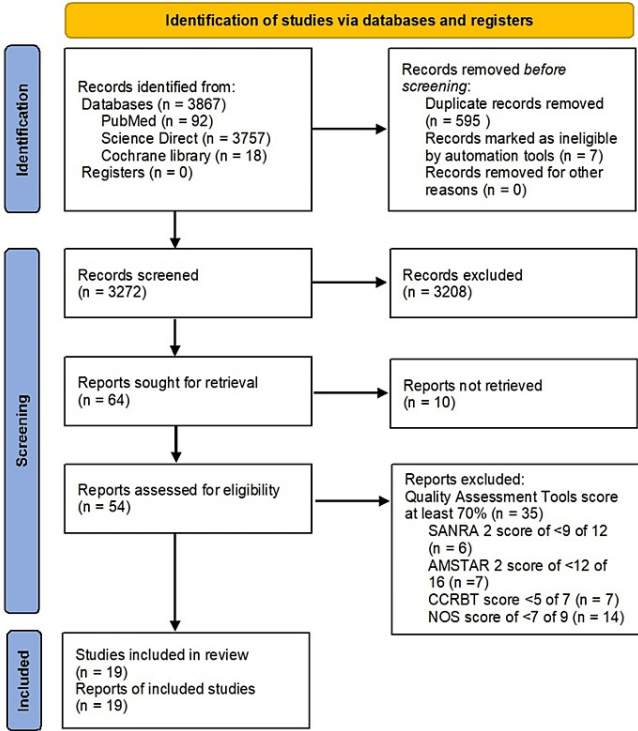 Identification of studies via databases and registers
Identification
Records identified from:
Databases (n = 3867)
PubMed (n = 92)
Science Direct (n = 3757)
Cochrane library (n = 18)
Registers (n = 0)
Records removed before
screening:
Duplicate records removed
(n = 595 )
Records marked as ineligible
by automation tools (n = 7)
Records removed for other
reasons (n = 0)
Screening
Records screened
(n = 3272)
Records excluded
(n = 3208)
Reports sought for retrieval
(n = 64)
Reports not retrieved
(n = 10)
Reports assessed for eligibility
(n = 54)
Reports excluded:
Quality Assessment Tools score
at least 70% (n = 35)
SANRA 2 score of <9 of 12
(n = 6)
AMSTAR 2 score of <12 of
16 (n =7)
CCRBT score <5 of 7 (n = 7)
NOS score of <7 of 9 (n = 14)
Included
Studies included in review
(n = 19)
Reports of included studies
(n = 19)